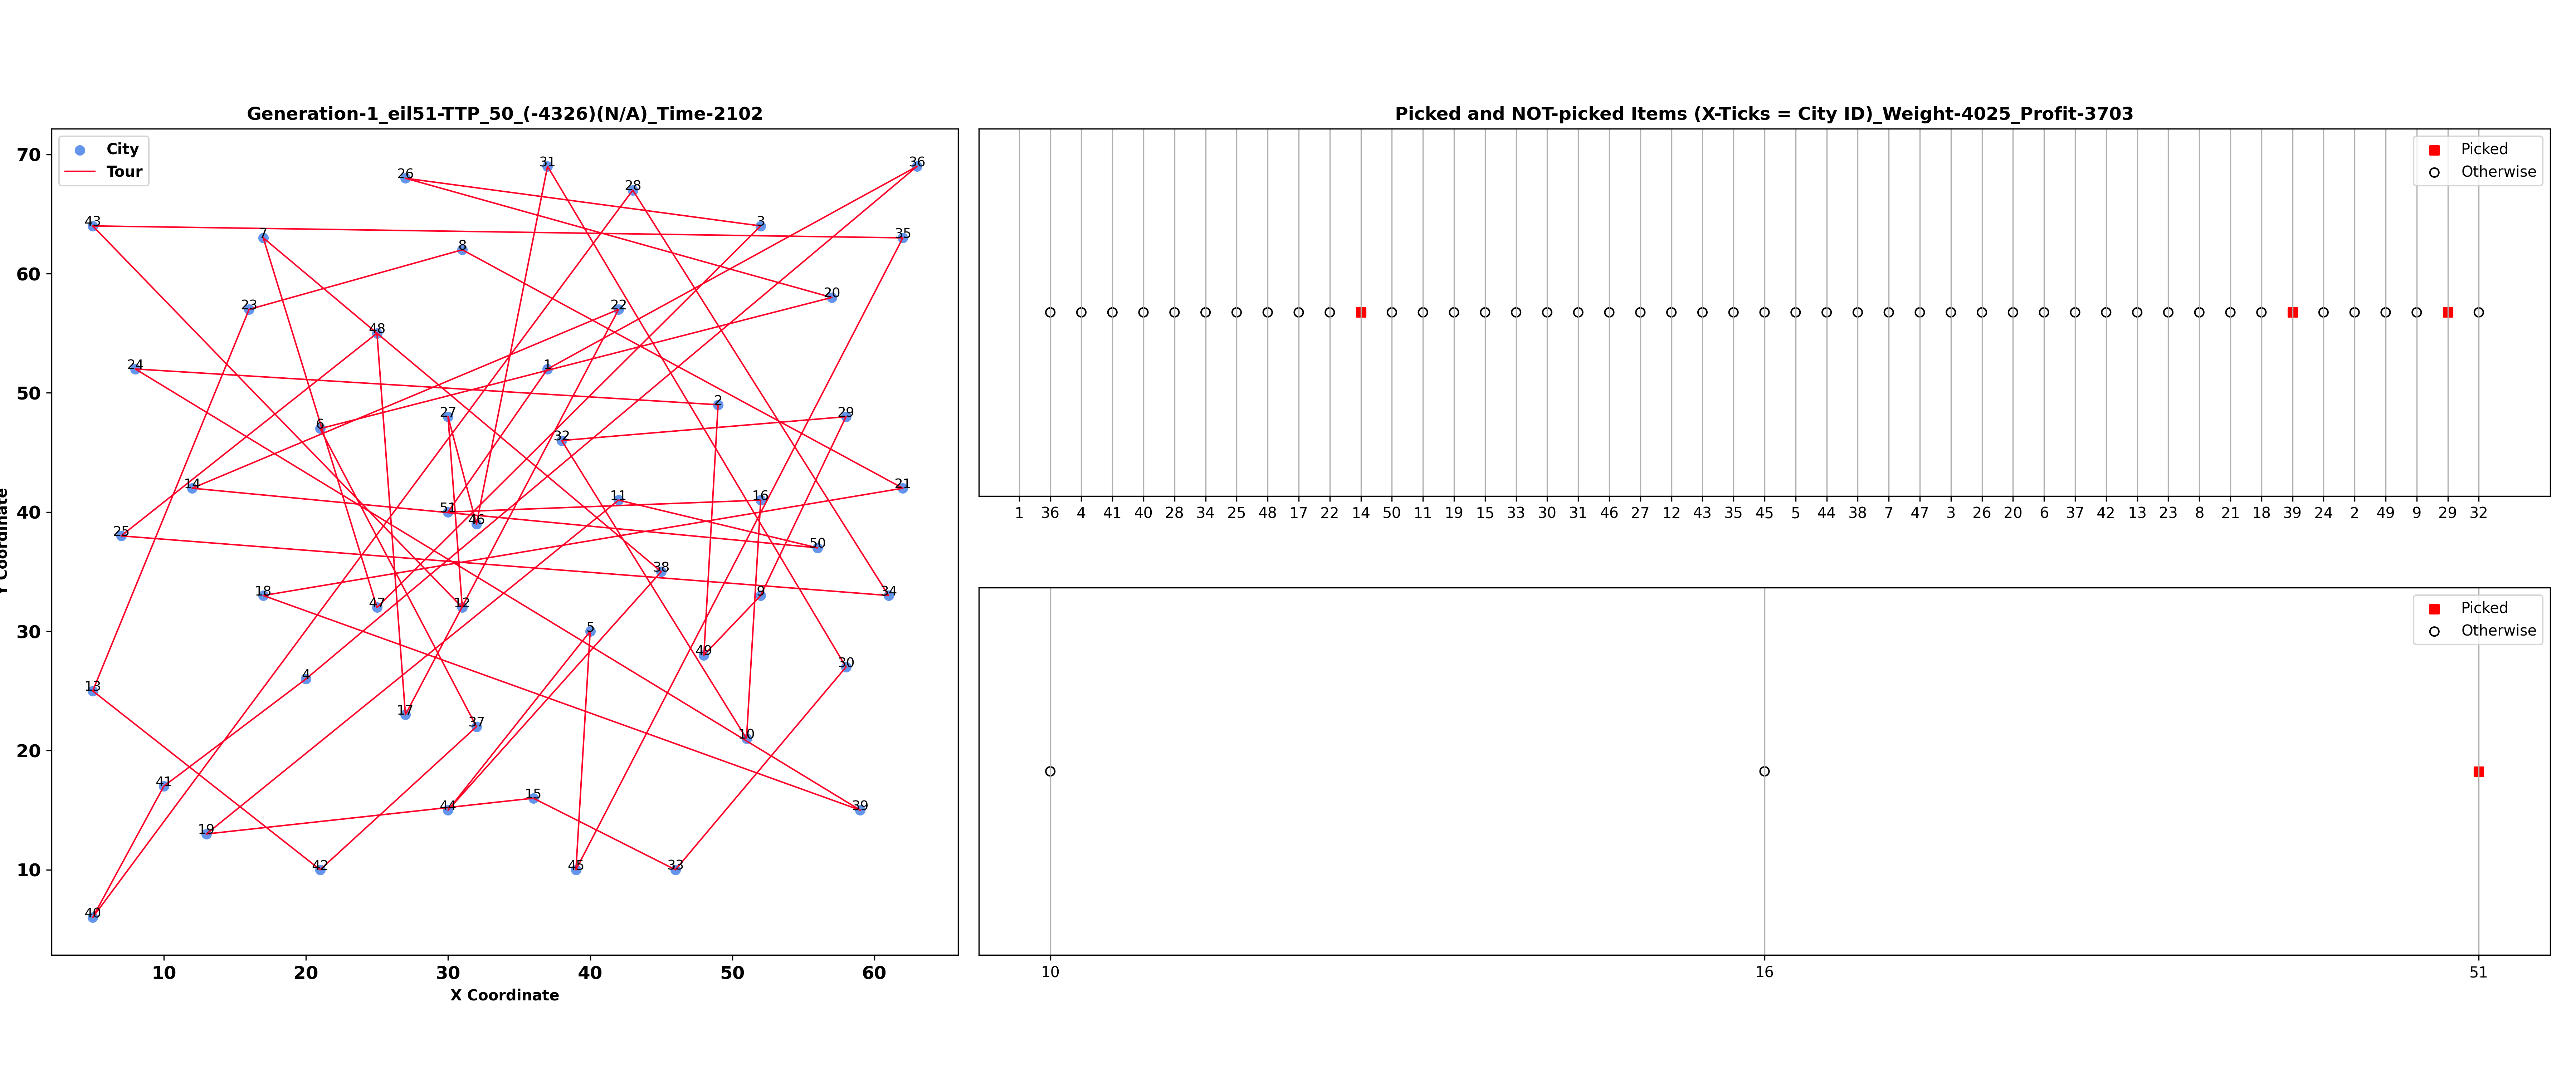 Generation-1_eil51-TTP_50_(-4326)(N/A)_Time-2102
City
Tour
70
60
50
40
30
20
10
Y Coordinate
26 31 28 36
43 7 8 3 35
23 48 22 20
24 1 2
6 27 32 29
14 51 46 11 16 21
25 50
18 47 12 38 9 34
5 49
13 4 17 37 10 30
41 44 15 39
19 42 45 33
40
10 20 30 40 50 60
X Coordinate
Picked and NOT-picked Items (X-Ticks = City ID)_Weight-4025_Profit-3703
Picked
Otherwise
1 36 4 41 40 28 34 25 48 17 22 14 50 11 19 15 33 30 31 46 27 12 43 35 45 5 44 38 7 47 3 26 20 6 37 42 13 23 8 21 18 39 24 2 49 9 29 32
Picked
Otherwise
10 16 51